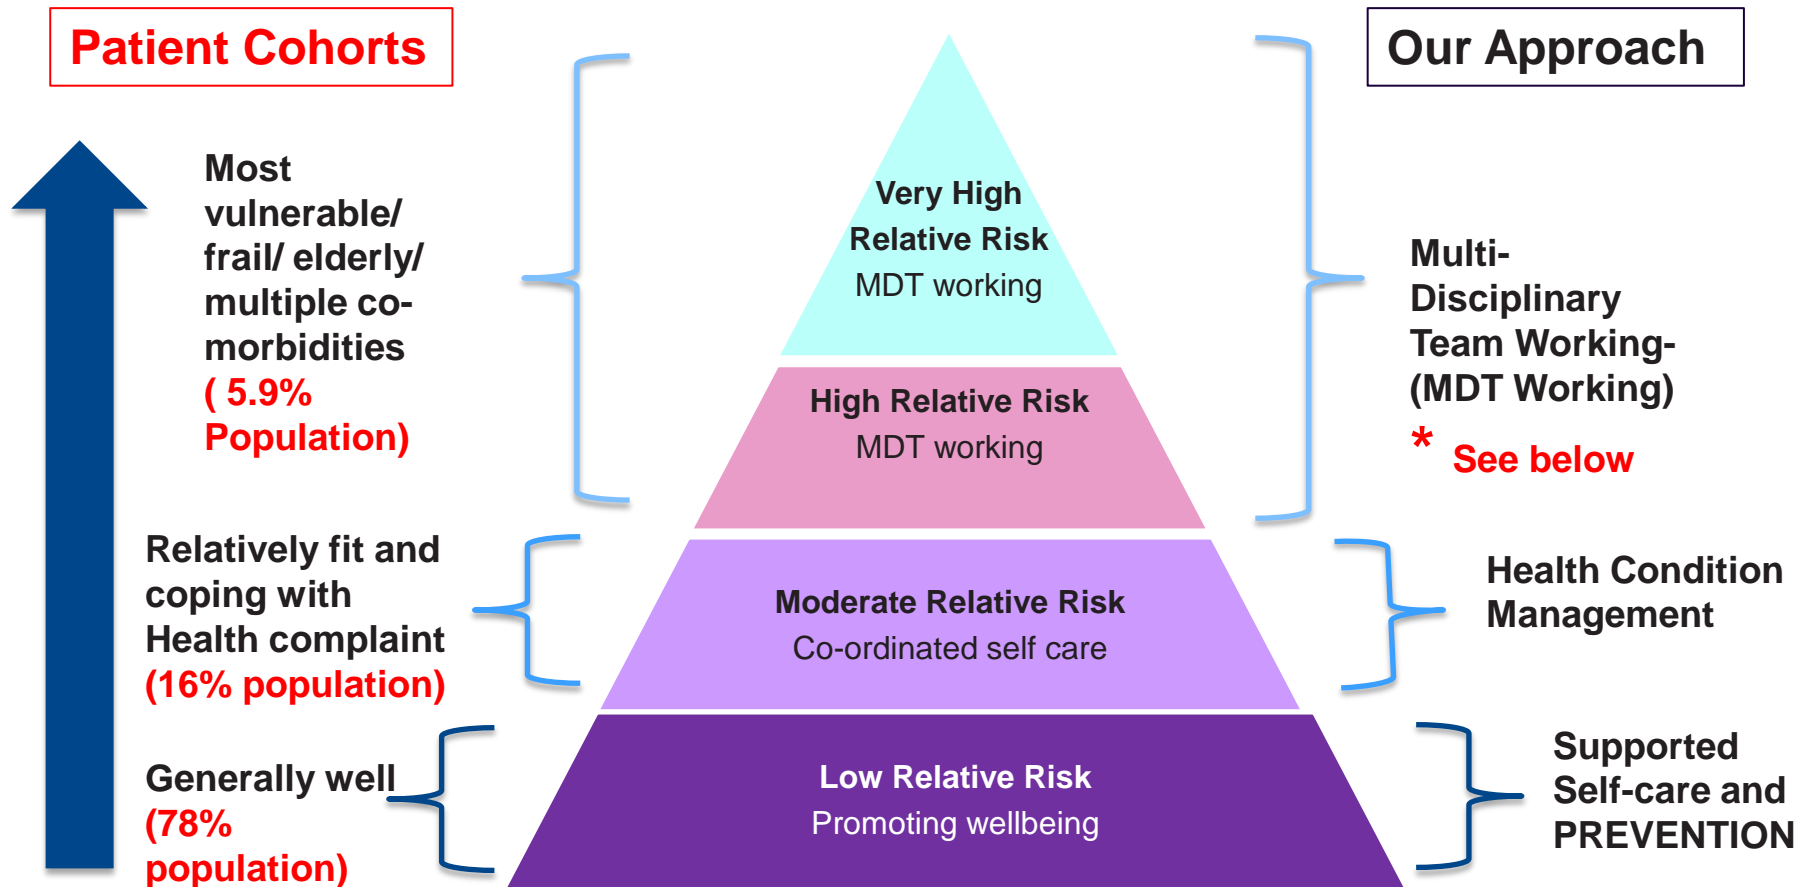 Patient Cohorts
Most
vulnerable/
frail/ elderly/
multiple co-
morbidities
( 5.9%
Population)
Relatively fit and
coping with
Health complaint
(16% population)
Generally well
(78%
population)
Very High
Relative Risk
MDT working
High Relative Risk
MDT working
Moderate Relative Risk
Co-ordinated self care
Low Relative Risk
Promoting wellbeing
Our Approach
Multi-
Disciplinary
Team Working-
(MDT Working)
* See below
Health Condition
Management
Supported
Self-care and
PREVENTION